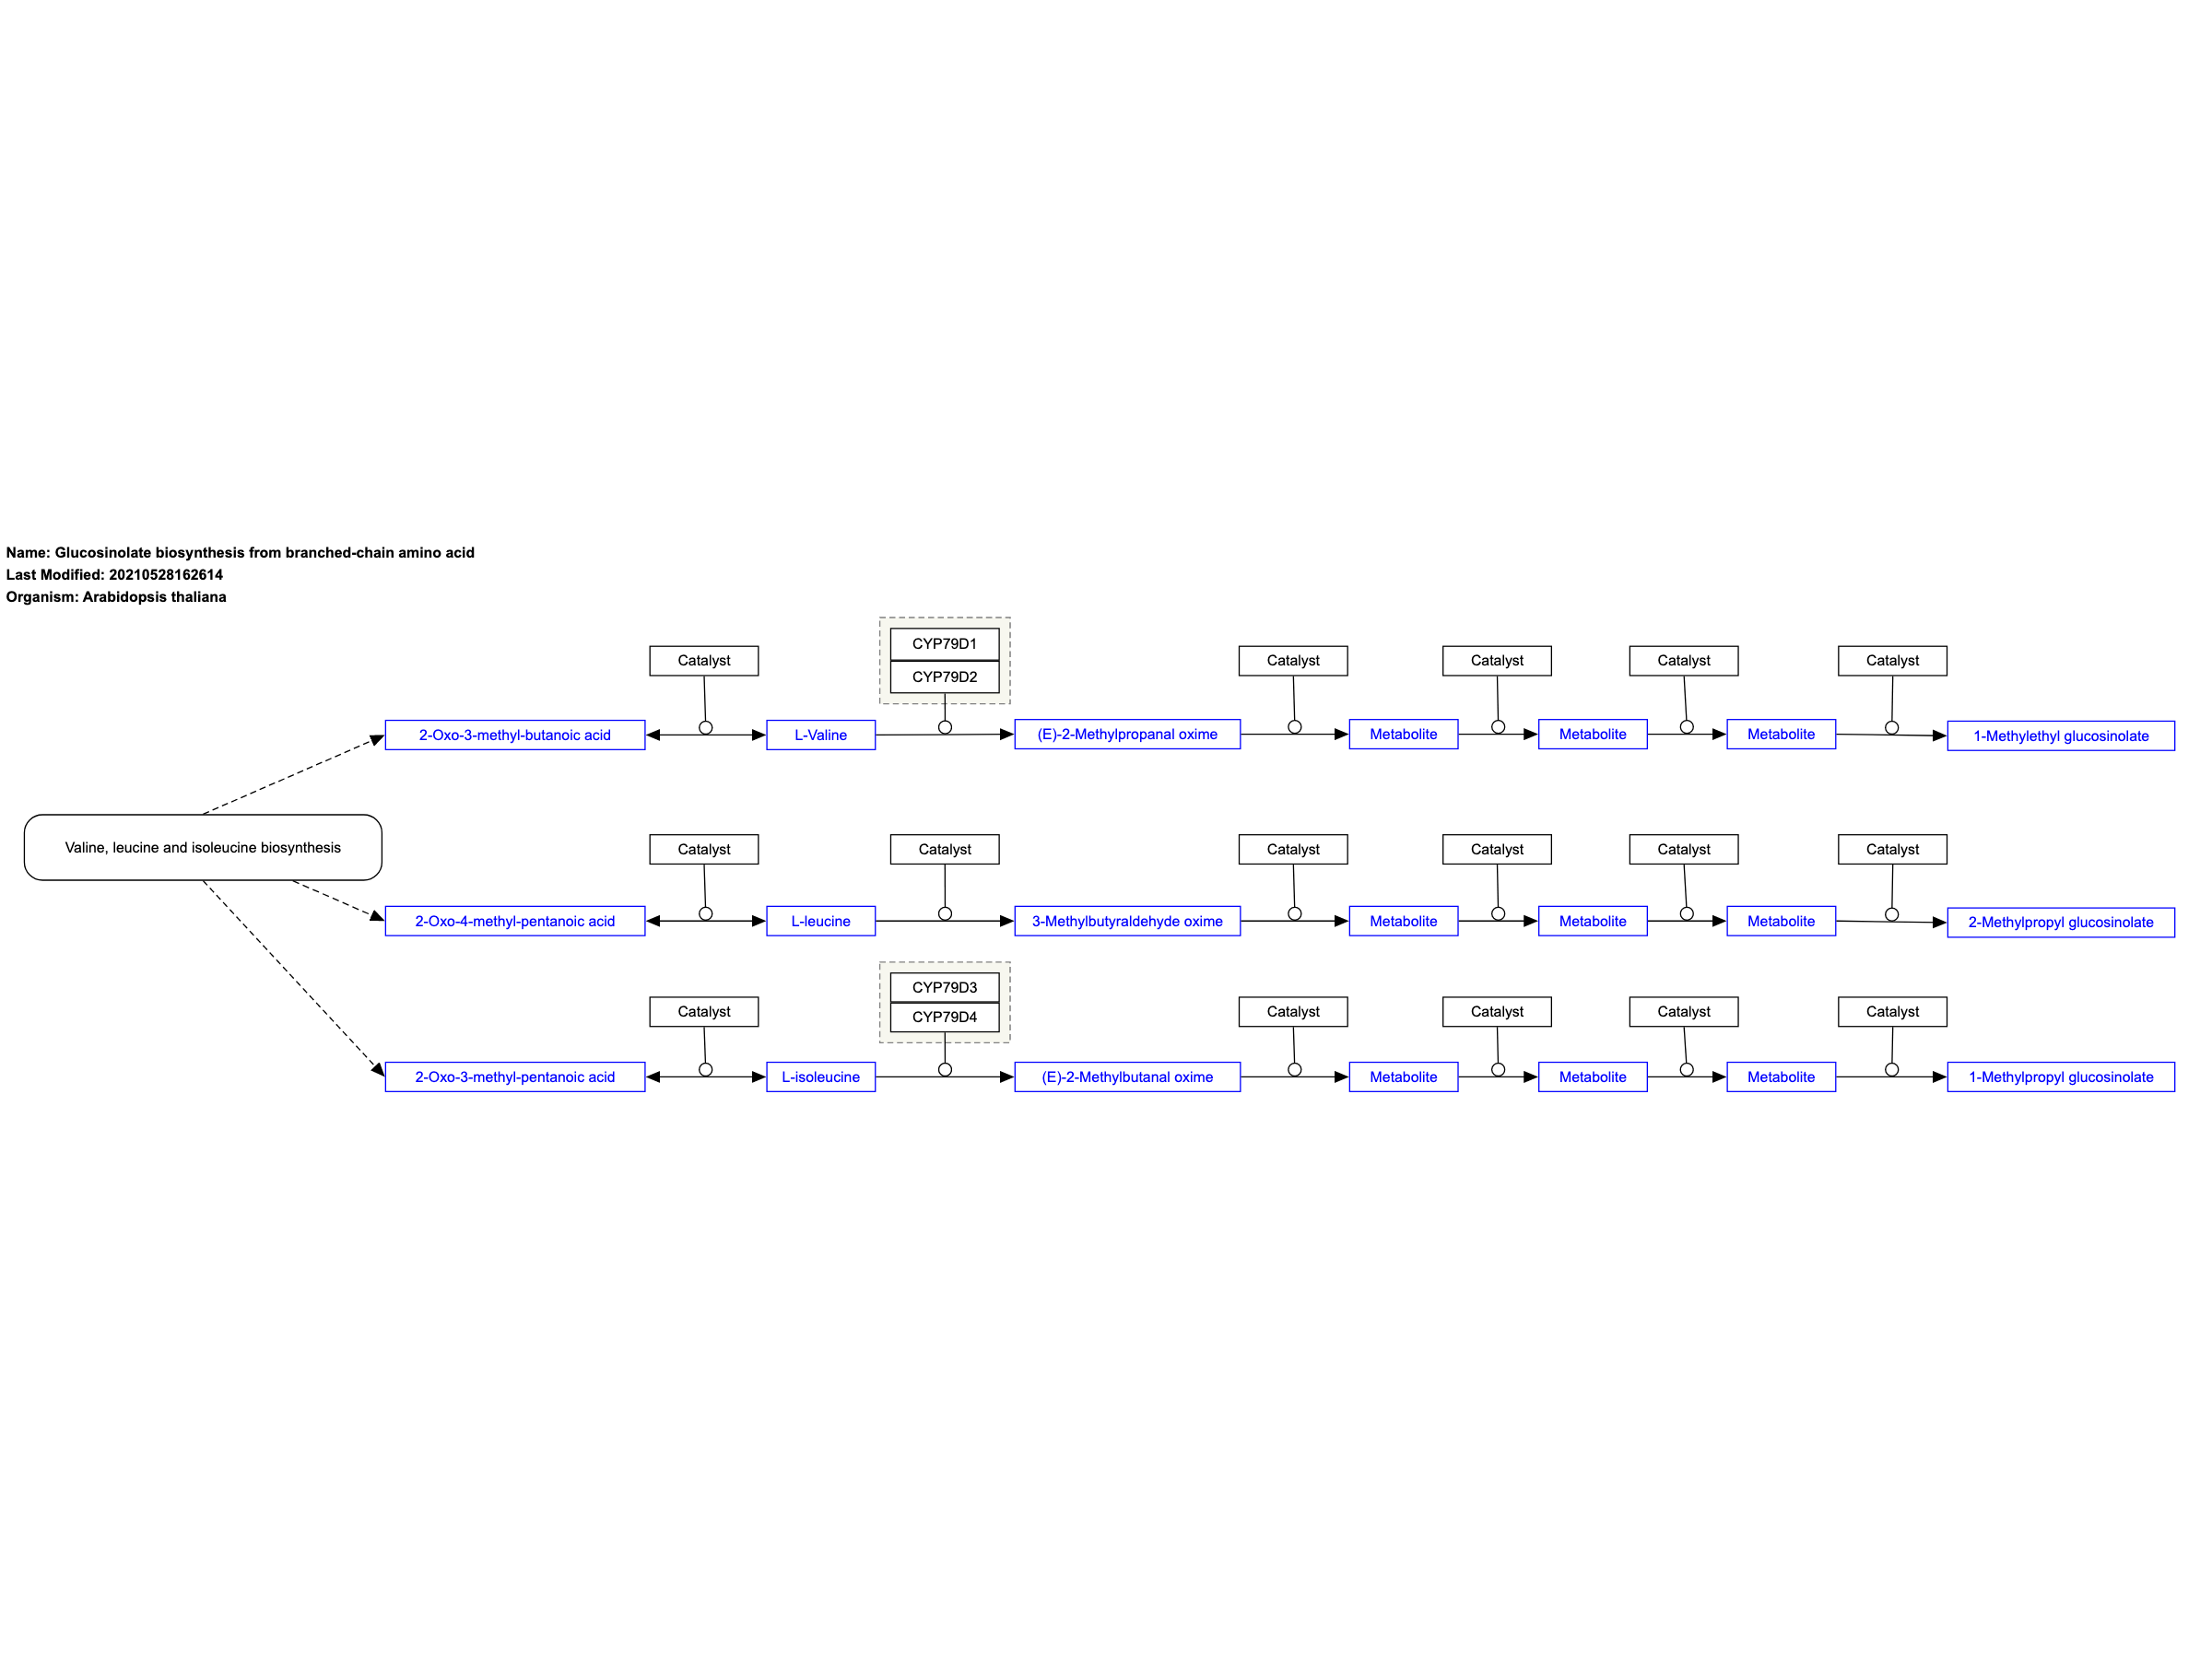 Name: Glucosinolate biosynthesis from branched-chain amino acid
Last Modified: 20210528162614
Organism: Arabidopsis thaliana
CYP79D1
Catalyst
Catalyst
Catalyst
Catalyst
Catalyst
CYP79D2
2-Oxo-3-methyl-butanoic acid
L-Valine
(E)-2-Methylpropanal oxime
Metabolite
Metabolite
Metabolite
1-Methylethyl glucosinolate
Valine, leucine and isoleucine biosynthesis
Catalyst
Catalyst
Catalyst
Catalyst
Catalyst
Catalyst
2-Oxo-4-methyl-pentanoic acid
L-leucine
3-Methylbutyraldehyde oxime
Metabolite
Metabolite
Metabolite
2-Methylpropyl glucosinolate
CYP79D3
Catalyst
CYP79D4
Catalyst
Catalyst
Catalyst
Catalyst
2-Oxo-3-methyl-pentanoic acid
L-isoleucine
(E)-2-Methylbutanal oxime
Metabolite
Metabolite
Metabolite
1-Methylpropyl glucosinolate